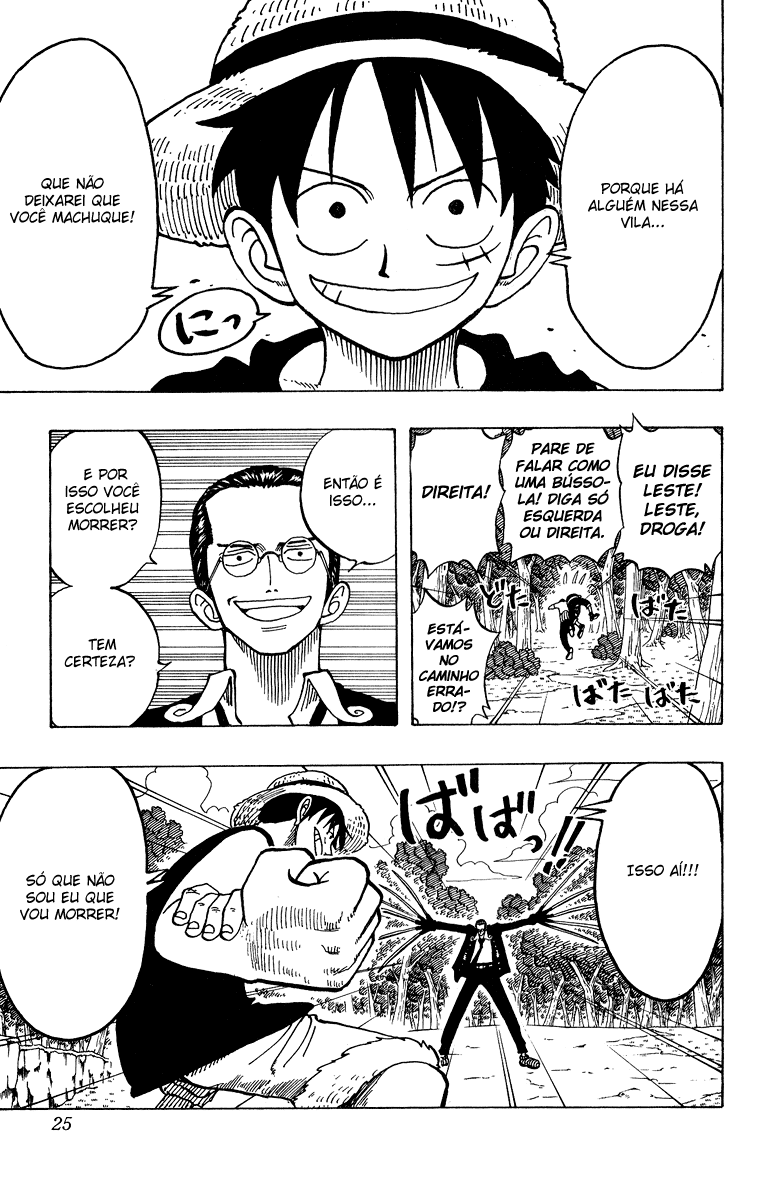 PORQUE HÁ
ALGUÉM NESSA
VILA...
QUE NÃO
DEIXAREI QUE
VOCÊ MACHUQUE!
にっ
EU DISSE
LESTE!
LESTE,
DROGA!
PARE DE
FALAR COMO
UMA BÚSSO-
LA! DIGA SÓ
ESQUERDA
OU DIREITA.
DIREITA!
ESTÁ-
VAMOS
NO
CAMINHO
ERRA-
DO!?
どた
ばた
ばた ばた
ENTÃO É
ISSO...
E POR
ISSO VOCÊ
ESCOLHEU
MORRER?
TEM
CERTEZA?
ISSO AÍ!!!
ばばっ!!
SÓ QUE NÃO
SOU EU QUE
VOU MORRER!
25